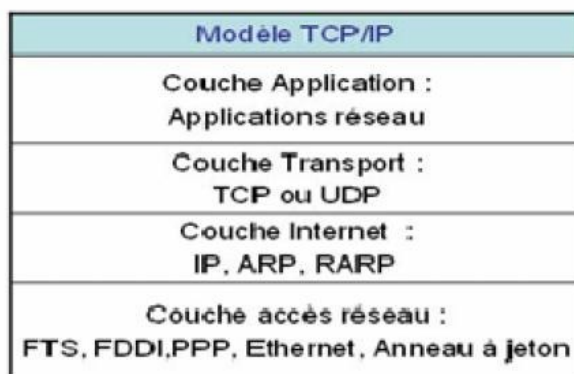 Modèle TCP/IP
Couche Application :
Applications réseau
Couche Transport :
TCP ou UDP
Couche Internet :
IP, ARP, RARP
Couche accès réseau :
FTS, FDDI,PPP, Ethernet, Anneau à jeton